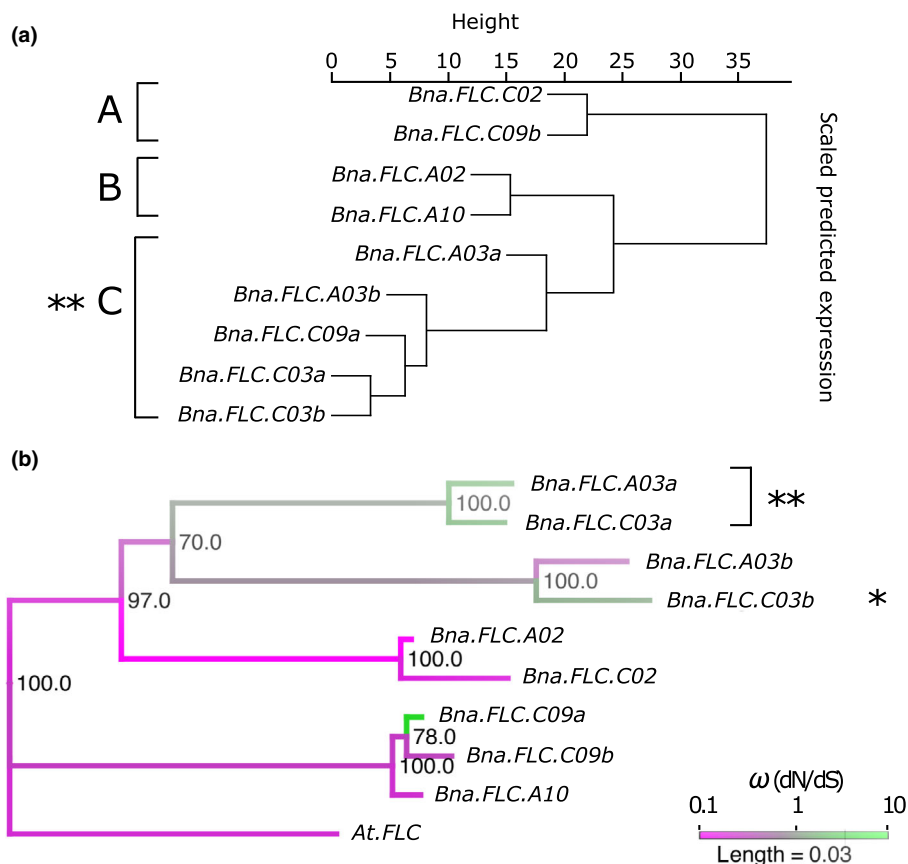 (a)
Height
0 5 10 15 20 25 30 35
A
Bna.FLC.C02
Bna.FLC.C09b
B
Bna.FLC.A02
Bna.FLC.A10
** C
Bna.FLC.A03a
Bna.FLC.A03b
Bna.FLC.C09a
Bna.FLC.C03a
Bna.FLC.C03b
Scaled predicted expression
(b)
Bna.FLC.A03a
100.0
**
Bna.FLC.C03a
70.0
Bna.FLC.A03b
100.0
Bna.FLC.C03b *
97.0
Bna.FLC.A02
100.0
Bna.FLC.C02
100.0
Bna.FLC.C09a
78.0
Bna.FLC.C09b
100.0
Bna.FLC.A10
At.FLC
ω (dN/dS)
0.1 1 10
Length = 0.03